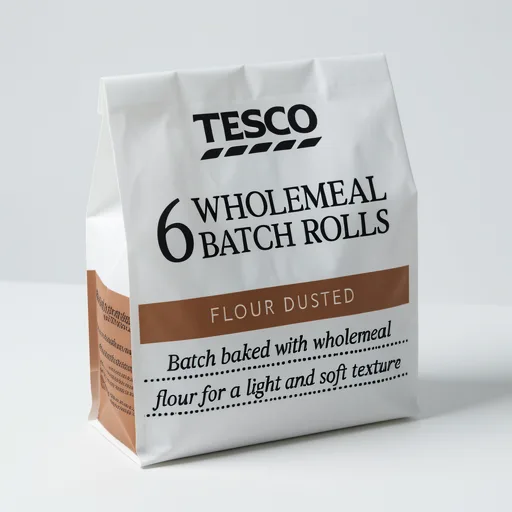 TESCO
6 WHOLEMEAL
BATCH ROLLS
FLOUR DUSTED
Batch baked with wholemeal
flour for a light and soft texture